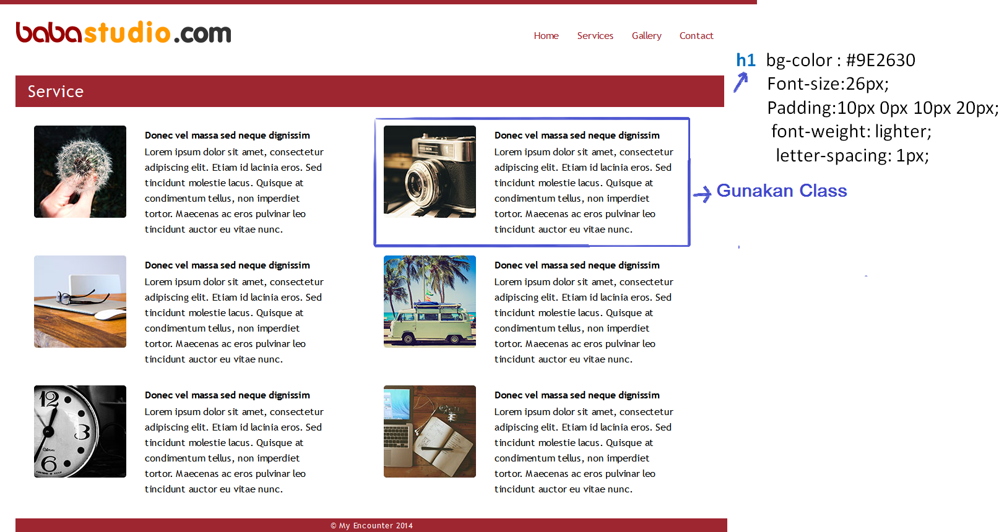 babastudio.com
Home Services Gallery Contact
h1 bg-color : #9E2630
Font-size:26px;
Padding:10px 0px 10px 20px;
font-weight: lighter;
letter-spacing: 1px;
Service
Donec vel massa sed neque dignissim
Lorem ipsum dolor sit amet, consectetur
adipiscing elit. Etiam id lacinia eros. Sed
tincidunt molestie lacus. Quisque at
condimentum tellus, non imperdiet
tortor. Maecenas ac eros pulvinar leo
tincidunt auctor eu vitae nunc.
Donec vel massa sed neque dignissim
Lorem ipsum dolor sit amet, consectetur
adipiscing elit. Etiam id lacinia eros. Sed
tincidunt molestie lacus. Quisque at
condimentum tellus, non imperdiet
tortor. Maecenas ac eros pulvinar leo
tincidunt auctor eu vitae nunc.
Gunakan Class
Donec vel massa sed neque dignissim
Lorem ipsum dolor sit amet, consectetur
adipiscing elit. Etiam id lacinia eros. Sed
tincidunt molestie lacus. Quisque at
condimentum tellus, non imperdiet
tortor. Maecenas ac eros pulvinar leo
tincidunt auctor eu vitae nunc.
Donec vel massa sed neque dignissim
Lorem ipsum dolor sit amet, consectetur
adipiscing elit. Etiam id lacinia eros. Sed
tincidunt molestie lacus. Quisque at
condimentum tellus, non imperdiet
tortor. Maecenas ac eros pulvinar leo
tincidunt auctor eu vitae nunc.
12
3
6
Donec vel massa sed neque dignissim
Lorem ipsum dolor sit amet, consectetur
adipiscing elit. Etiam id lacinia eros. Sed
tincidunt molestie lacus. Quisque at
condimentum tellus, non imperdiet
tortor. Maecenas ac eros pulvinar leo
tincidunt auctor eu vitae nunc.
Donec vel massa sed neque dignissim
Lorem ipsum dolor sit amet, consectetur
adipiscing elit. Etiam id lacinia eros. Sed
tincidunt molestie lacus. Quisque at
condimentum tellus, non imperdiet
tortor. Maecenas ac eros pulvinar leo
tincidunt auctor eu vitae nunc.
© My Encounter 2014